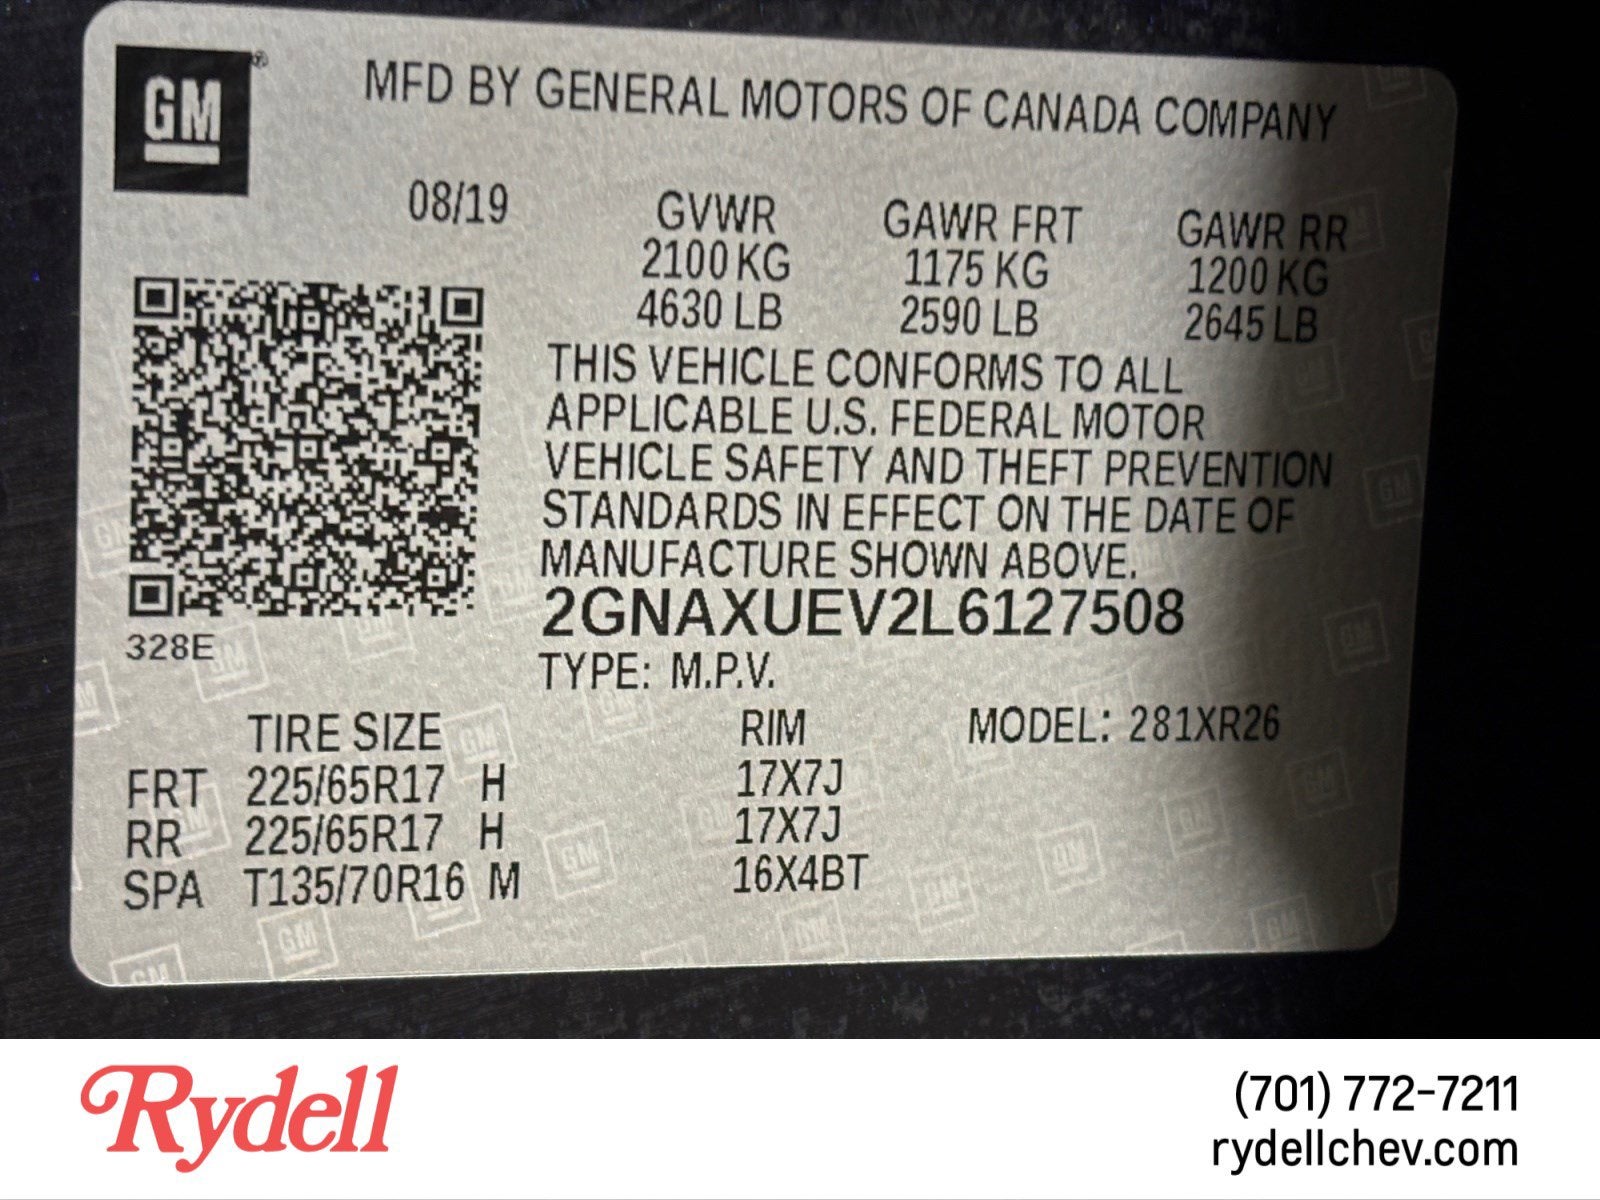 GM
MFD BY GENERAL MOTORS OF CANADA COMPANY
08/19 GVWR GAWR FRT GAWR RR
2100 KG 1175 KG 1200 KG
4630 LB 2590 LB 2645 LB
THIS VEHICLE CONFORMS TO ALL
APPLICABLE U.S. FEDERAL MOTOR
VEHICLE SAFETY AND THEFT PREVENTION
STANDARDS IN EFFECT ON THE DATE OF
MANUFACTURE SHOWN ABOVE.
2GNAXUEV2L6127508
328E
TYPE: M.P.V.
TIRE SIZE RIM MODEL: 281XR26
FRT 225/65R17 H 17X7J
RR 225/65R17 H 17X7J
SPA T135/70R16 M 16X4BT
Rydell
(701) 772-7211
rydellchev.com